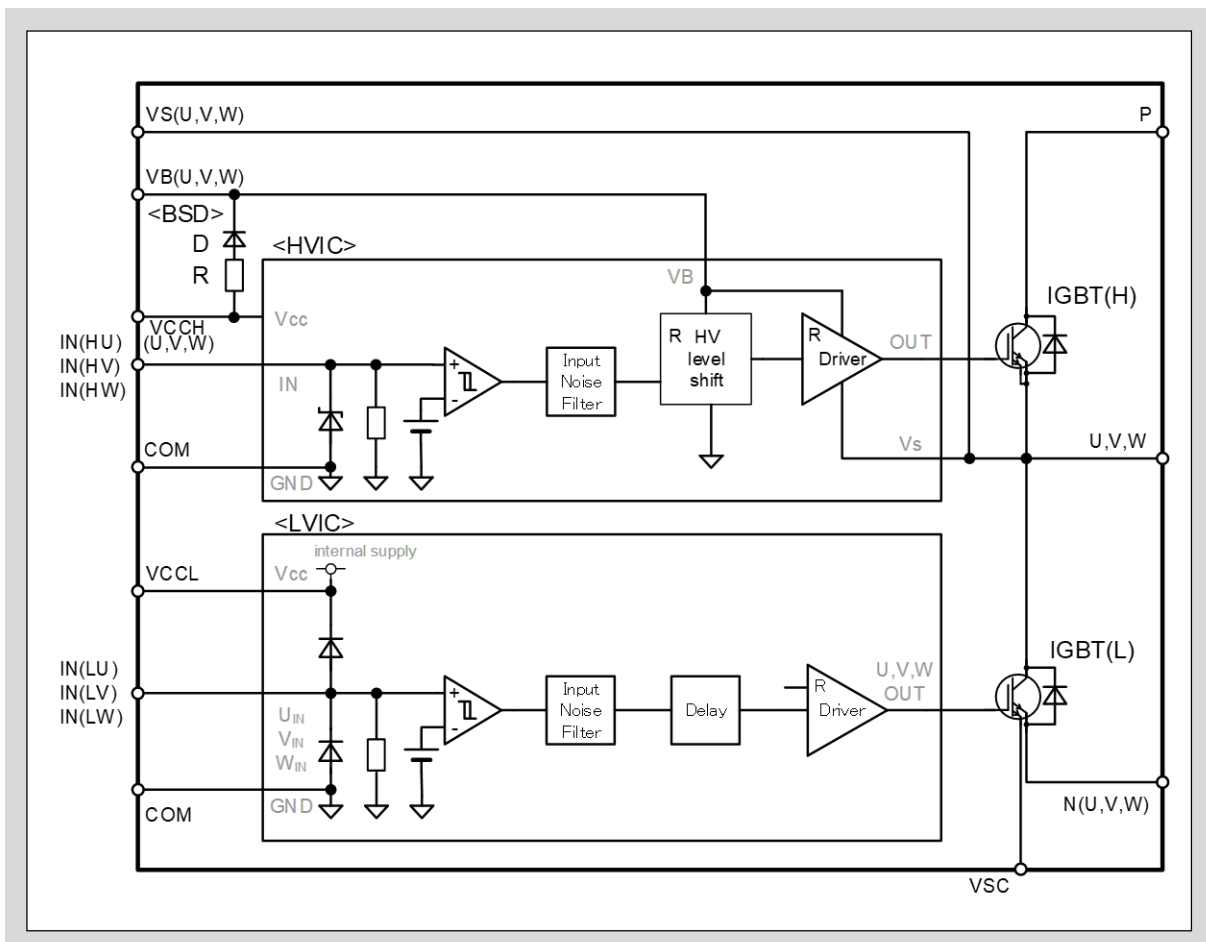 VS(U,V,W)
P
VB(U,V,W)
<BSD>
D
R
<HVIC>
VB
IGBT(H)
VCCH
(U,V,W)
Vcc
IN(HU)
IN(HV)
IN(HW)
IN
+
-
Input
Noise
Filter
R HV
level
shift
R
Driver
OUT
COM
GND
Vs
U,V,W
<LVIC>
internal supply
VCCL
Vcc
IN(LU)
IN(LV)
IN(LW)
UIN
VIN
WIN
+
-
Input
Noise
Filter
Delay
R
Driver
U,V,W
OUT
IGBT(L)
COM
GND
N(U,V,W)
VSC